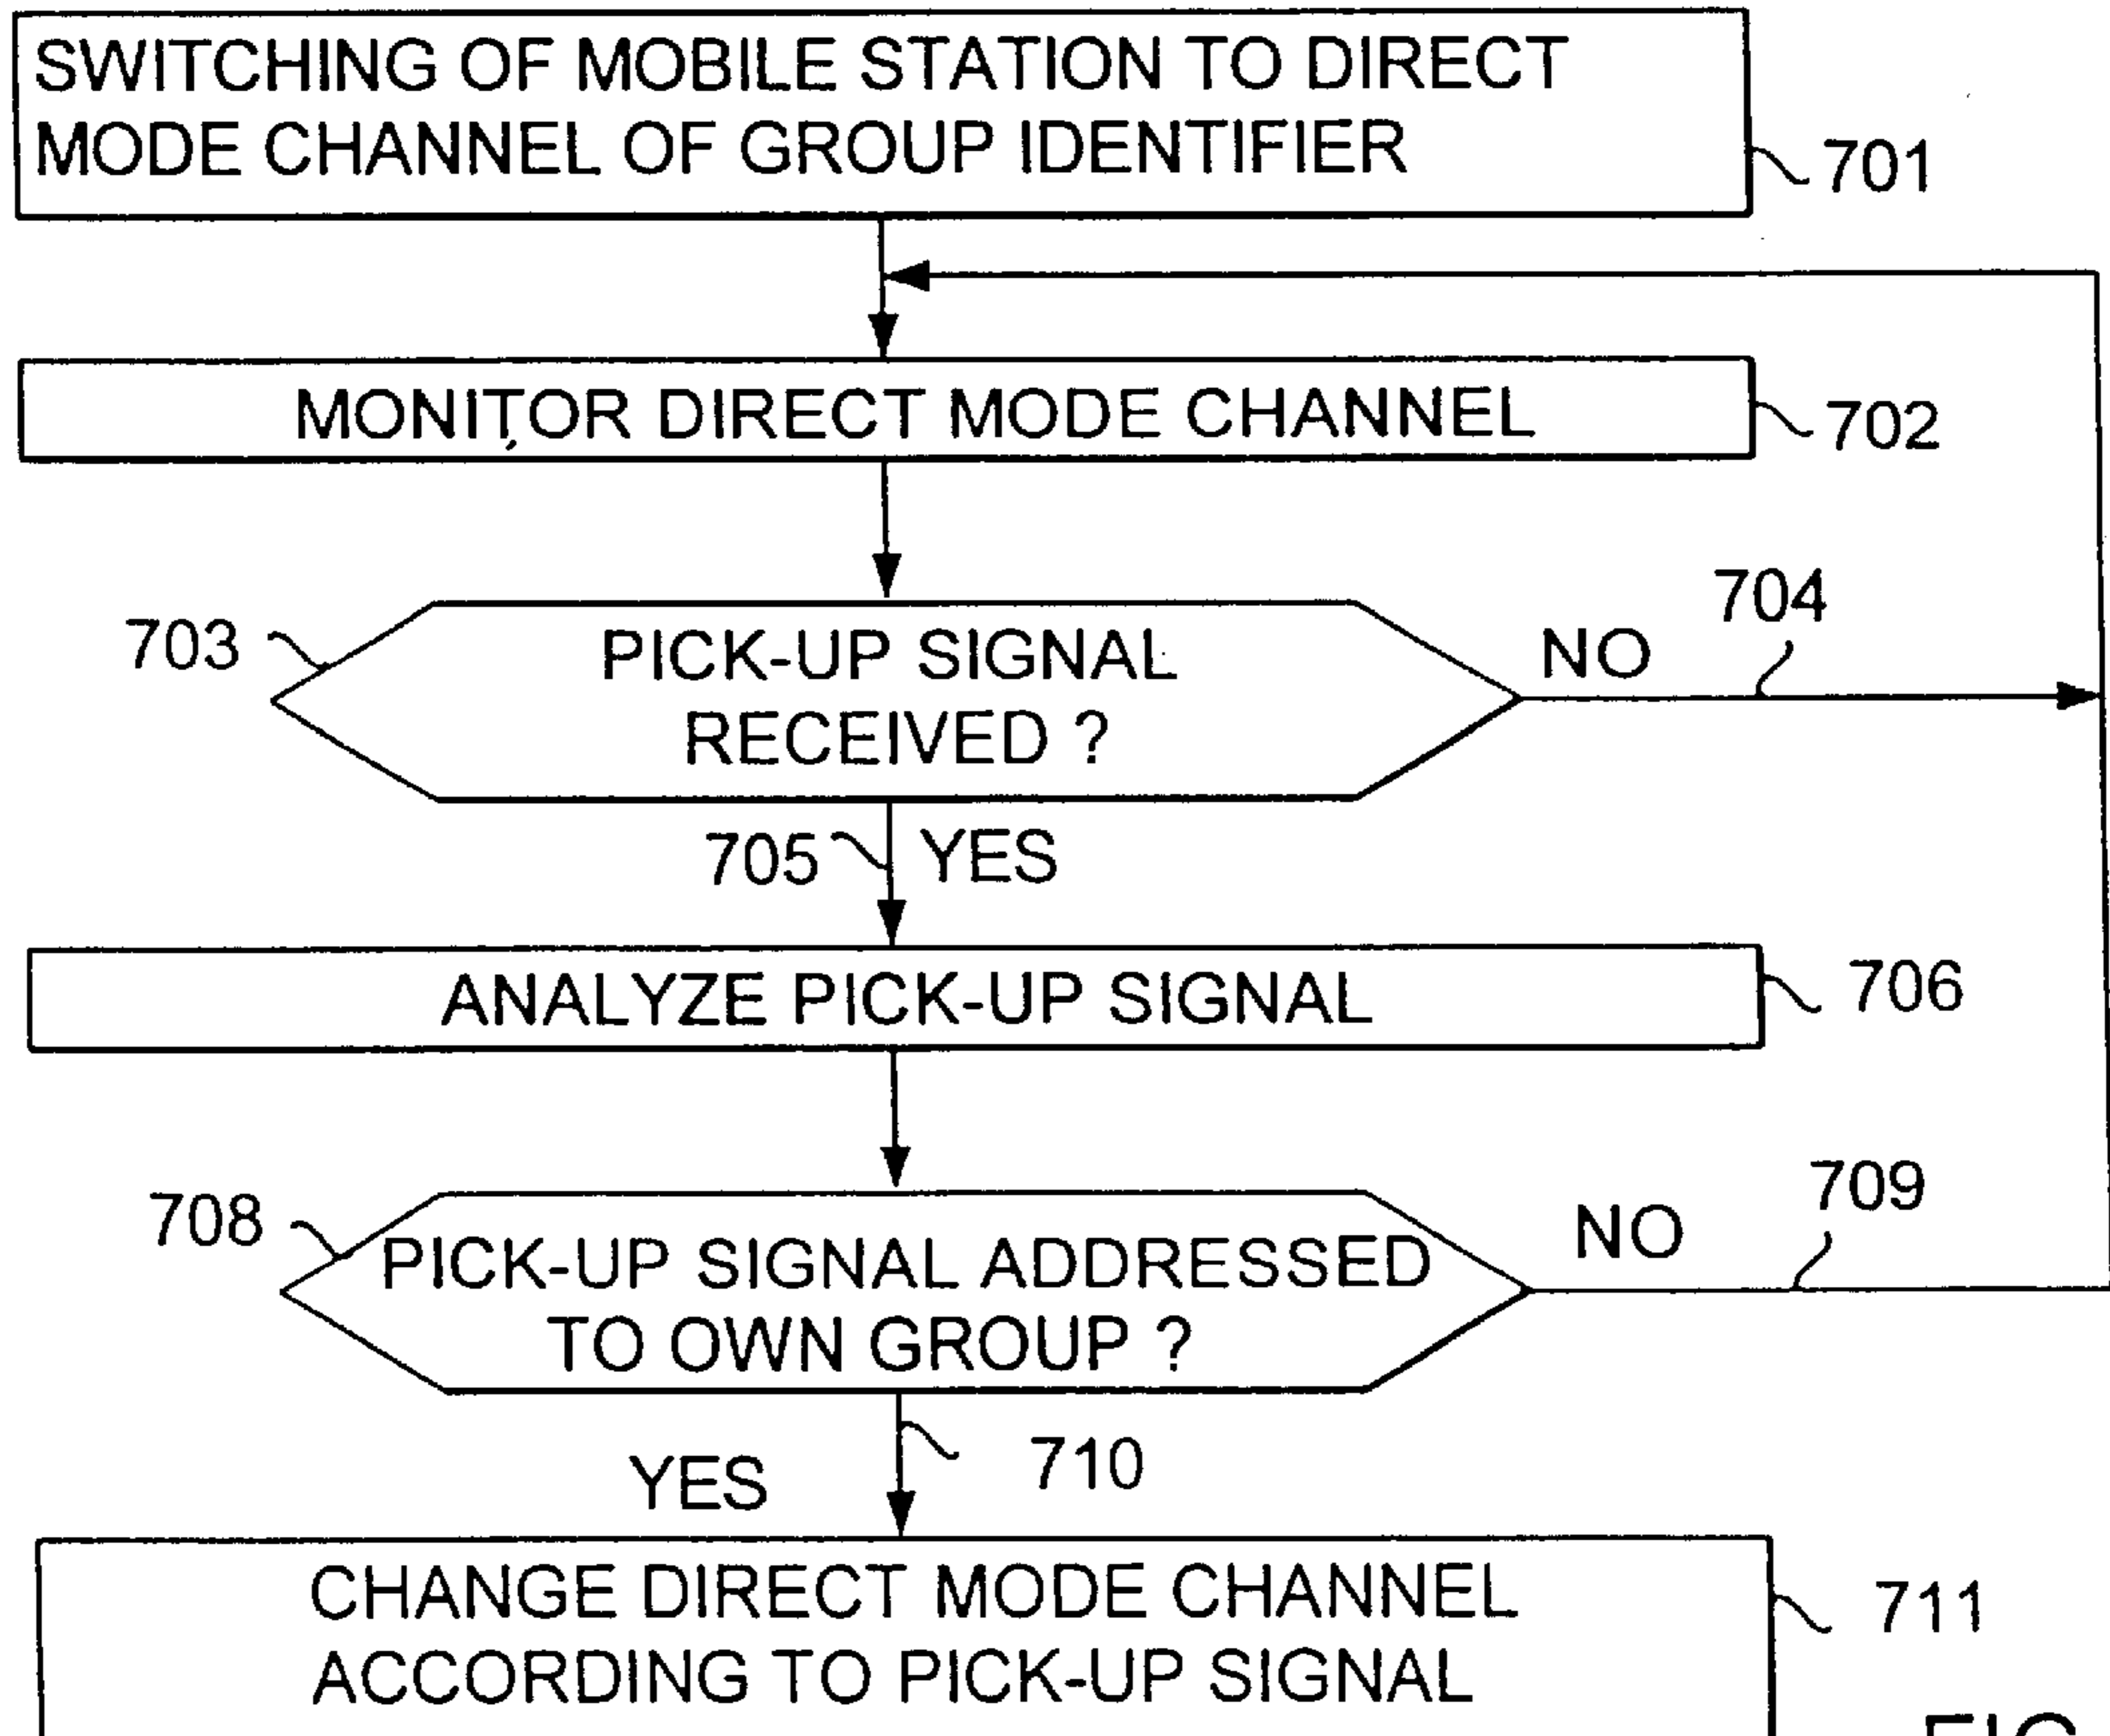 SWITCHING OF MOBILE STATION TO DIRECT
MODE CHANNEL OF GROUP IDENTIFIER
701
MONITOR DIRECT MODE CHANNEL
702
703
PICK-UP SIGNAL
RECEIVED ?
NO
704
705
YES
ANALYZE PICK-UP SIGNAL
706
708
PICK-UP SIGNAL ADDRESSED
TO OWN GROUP ?
NO
709
YES
710
CHANGE DIRECT MODE CHANNEL
ACCORDING TO PICK-UP SIGNAL
711